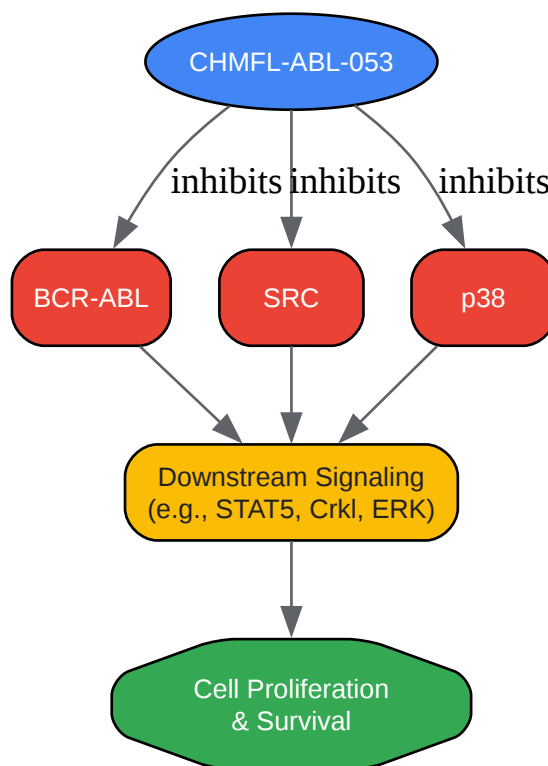 CHMFL-ABL-053
inhibits inhibits inhibits
BCR-ABL SRC p38
Downstream Signaling
(e.g., STAT5, Crkl, ERK)
Cell Proliferation
& Survival